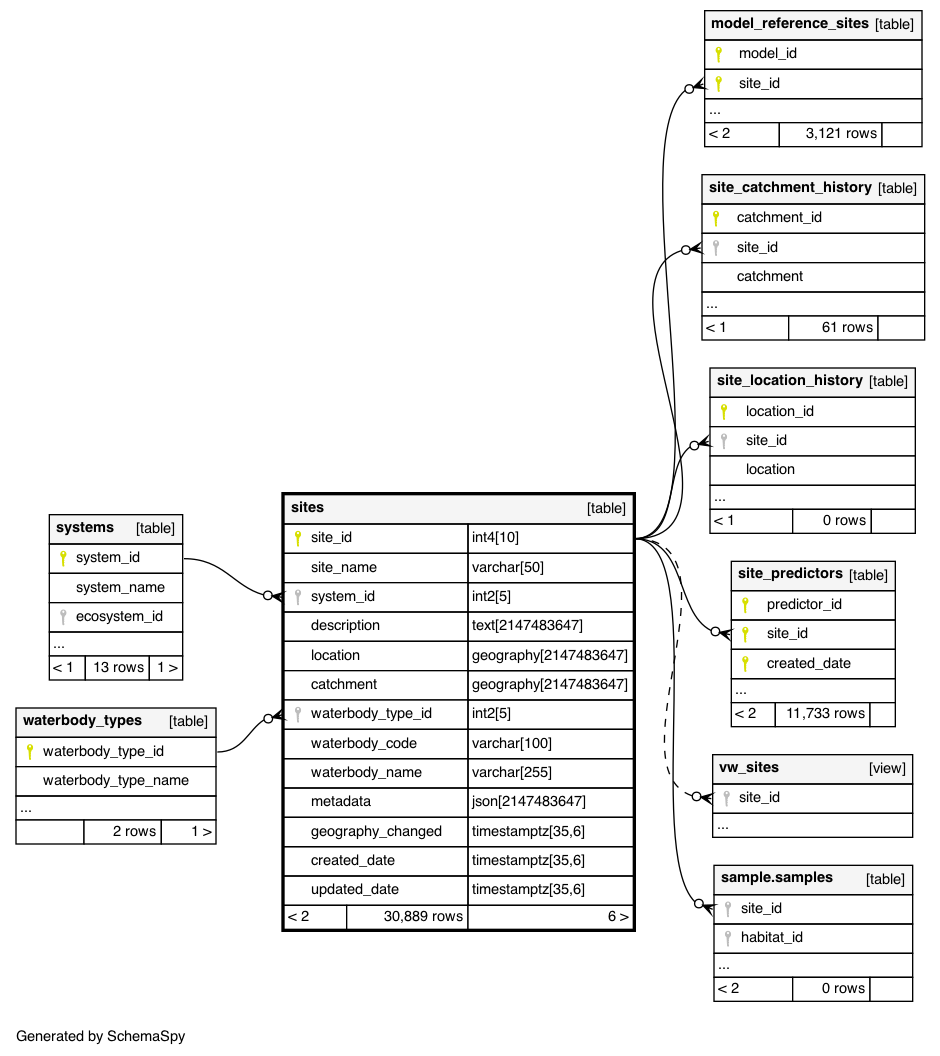 model_reference_sites [table]
model_id
site_id
...
< 2 3,121 rows
site_catchment_history [table]
catchment_id
site_id
catchment
...
< 1 61 rows
site_location_history [table]
location_id
site_id
location
...
< 1 0 rows
systems [table]
system_id
system_name
ecosystem_id
...
< 1 13 rows 1 >
waterbody_types [table]
waterbody_type_id
waterbody_type_name
...
2 rows 1 >
sites [table]
site_id int4[10]
site_name varchar[50]
system_id int2[5]
description text[2147483647]
location geography[2147483647]
catchment geography[2147483647]
waterbody_type_id int2[5]
waterbody_code varchar[100]
waterbody_name varchar[255]
metadata json[2147483647]
geography_changed timestamptz[35,6]
created_date timestamptz[35,6]
updated_date timestamptz[35,6]
< 2 30,889 rows 6 >
site_predictors [table]
predictor_id
site_id
created_date
...
< 2 11,733 rows
vw_sites [view]
site_id
...
sample.samples [table]
site_id
habitat_id
...
< 2 0 rows
Generated by SchemaSpy